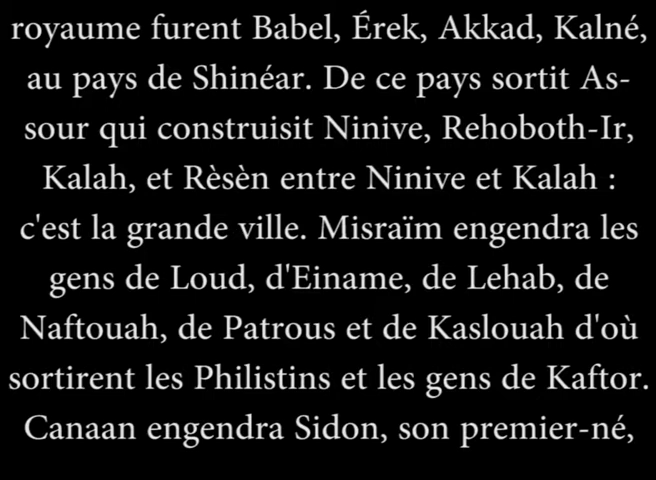 royaume furent Babel, Érek, Akkad, Kalné,
au pays de Shinéar. De ce pays sortit As-
sour qui construisit Ninive, Rehoboth-Ir,
Kalah, et Rèsèn entre Ninive et Kalah :
c'est la grande ville. Misraïm engendra les
gens de Loud, d'Einame, de Lehab, de
Naftouah, de Patrous et de Kaslouah d'où
sortirent les Philistins et les gens de Kaftor.
Canaan engendra Sidon, son premier-né,